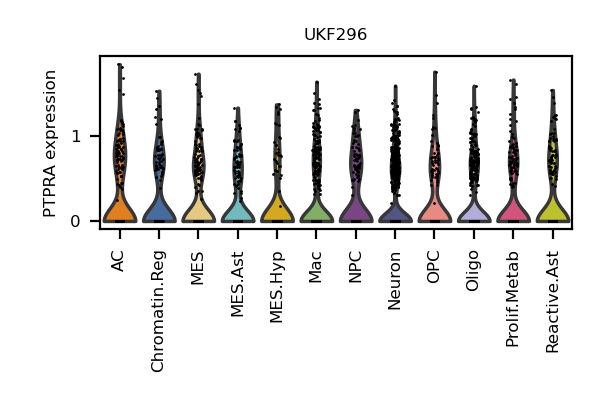 UKF296
PTPRA expression
1
0
AC
Chromatin.Reg
MES
MES.Ast
MES.Hyp
Mac
NPC
Neuron
OPC
Oligo
Prolif.Metab
Reactive.Ast